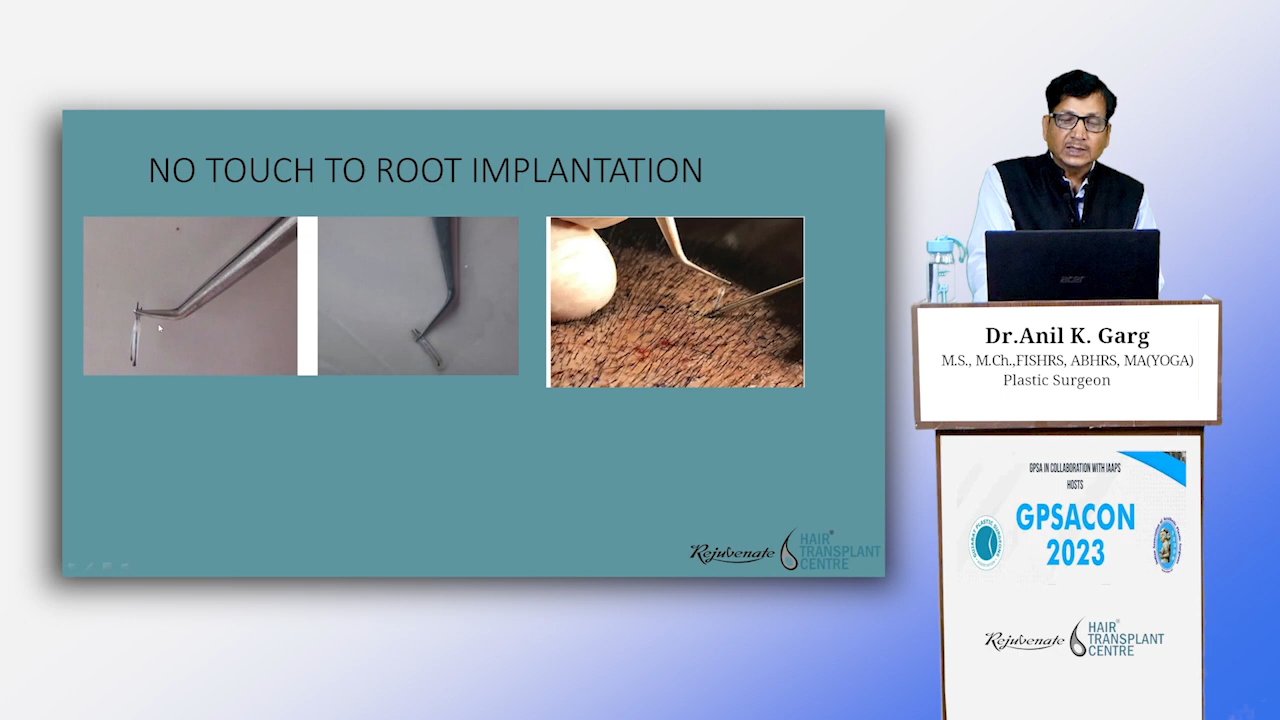 NO TOUCH TO ROOT IMPLANTATION
Rejuvenate
HAIR
TRANSPLANT
CENTRE
acer
Dr.Anil K. Garg
M.S., M.Ch.,FISHRS, ABHRS, MA(YOGA)
Plastic Surgeon
GPSA IN COLLABORATION WITH IAAPS
HOSTS
GPSACON
2023
Rejuvenate
HAIR
TRANSPLANT
CENTRE